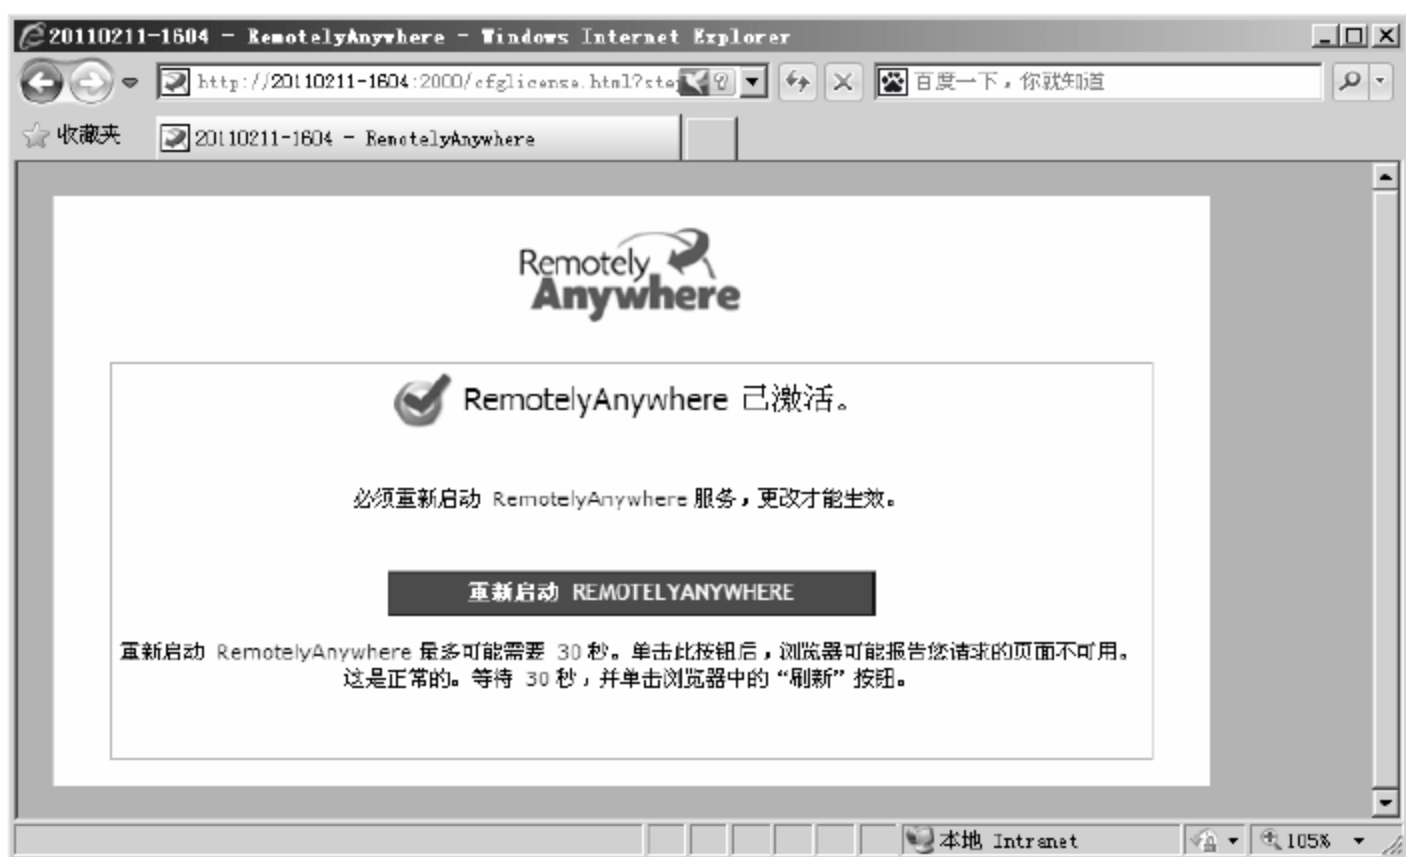 20110211-1604 - RemotelyAnywhere - Windows Internet Explorer
http://20110211-1604:2000/cfglicense.html?ste
百度一下，你就知道
收藏夹
20110211-1604 - RemotelyAnywhere
Remotely
Anywhere
RemotelyAnywhere 已激活。
必须重新启动 RemotelyAnywhere 服务，更改才能生效。
重新启动 REMOTELYANYWHERE
重新启动 RemotelyAnywhere 最多可能需要 30 秒。单击此按钮后，浏览器可能报告您请求的页面不可用。
这是正常的。等待 30 秒，并单击浏览器中的“刷新”按钮。
本地 Intranet
105%